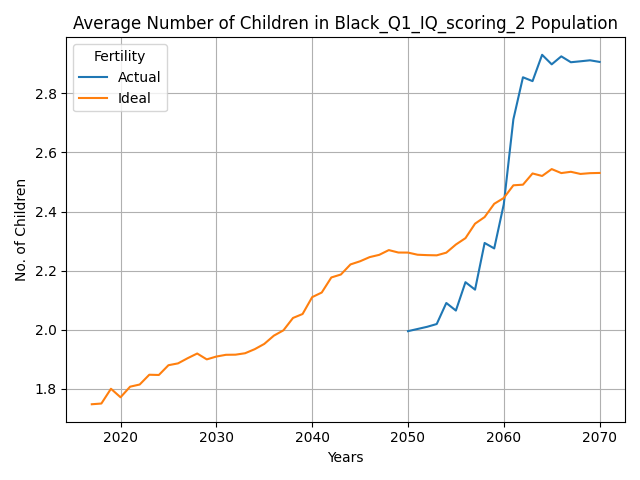 Average Number of Children in Black_Q1_IQ_scoring_2 Population
Fertility
Actual
Ideal
No. of Children
2.8
2.6
2.4
2.2
2.0
1.8
2020 2030 2040 2050 2060 2070
Years